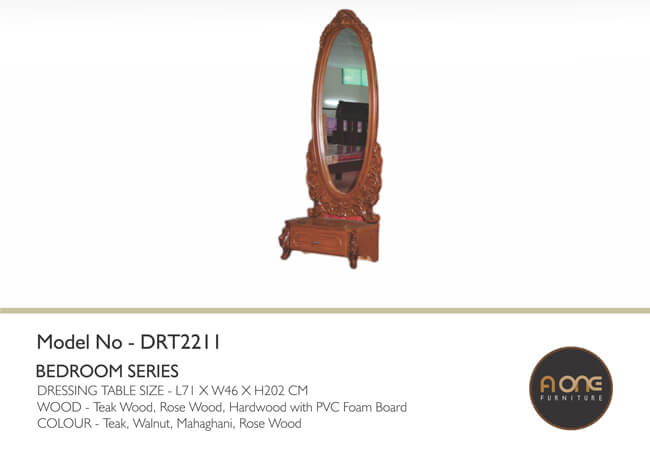 Model No - DRT2211
BEDROOM SERIES
DRESSING TABLE SIZE - L71 X W46 X H202 CM
WOOD - Teak Wood, Rose Wood, Hardwood with PVC Foam Board
COLOUR - Teak, Walnut, Mahaghani, Rose Wood
A ONE
FURNITURE